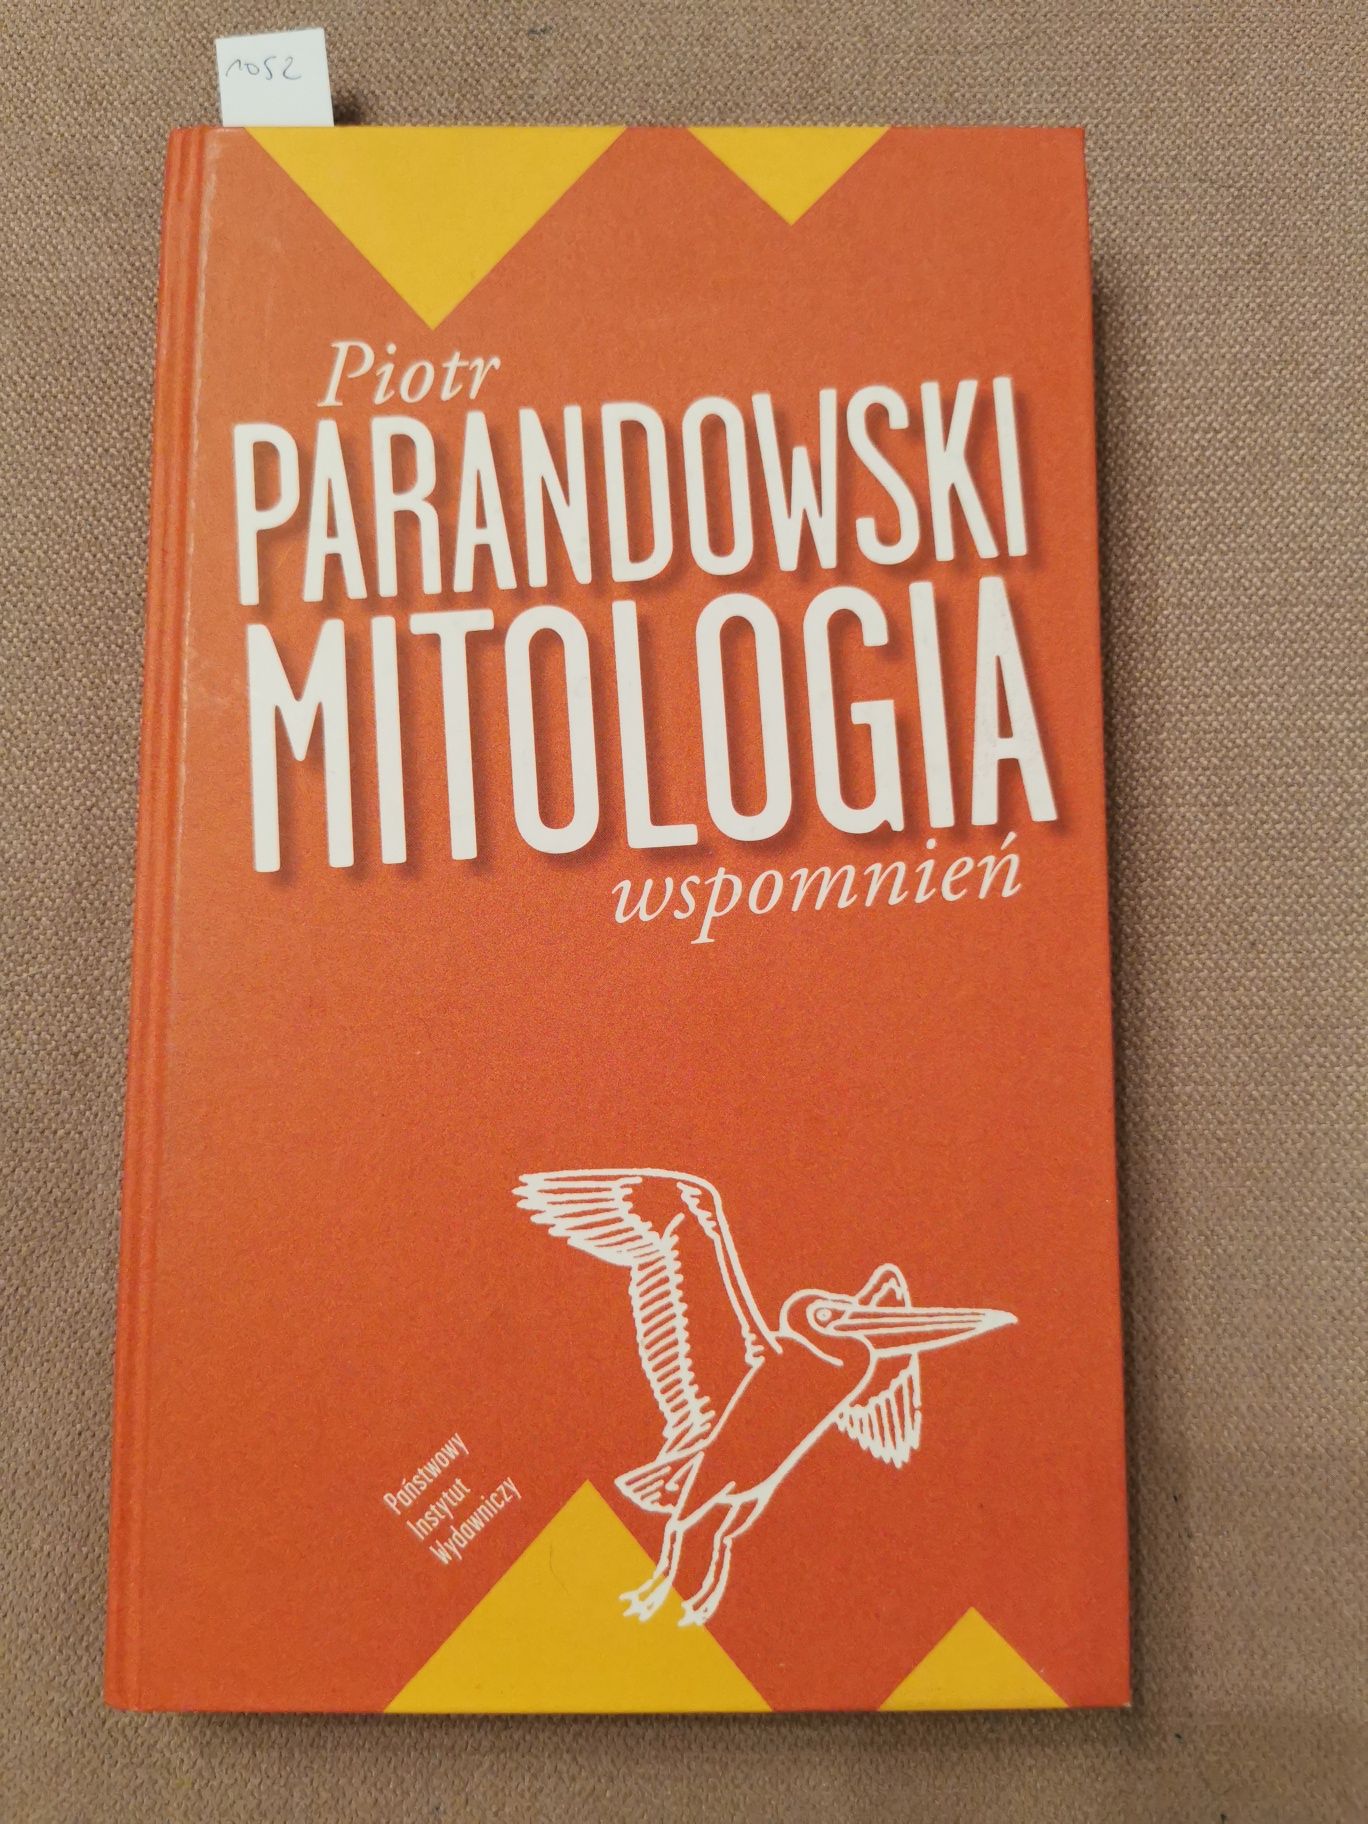 1052
Piotr
PARANDOWSKI
MITOLOGIA
wspomnień
Państwowy
Instytut
Wydawniczy